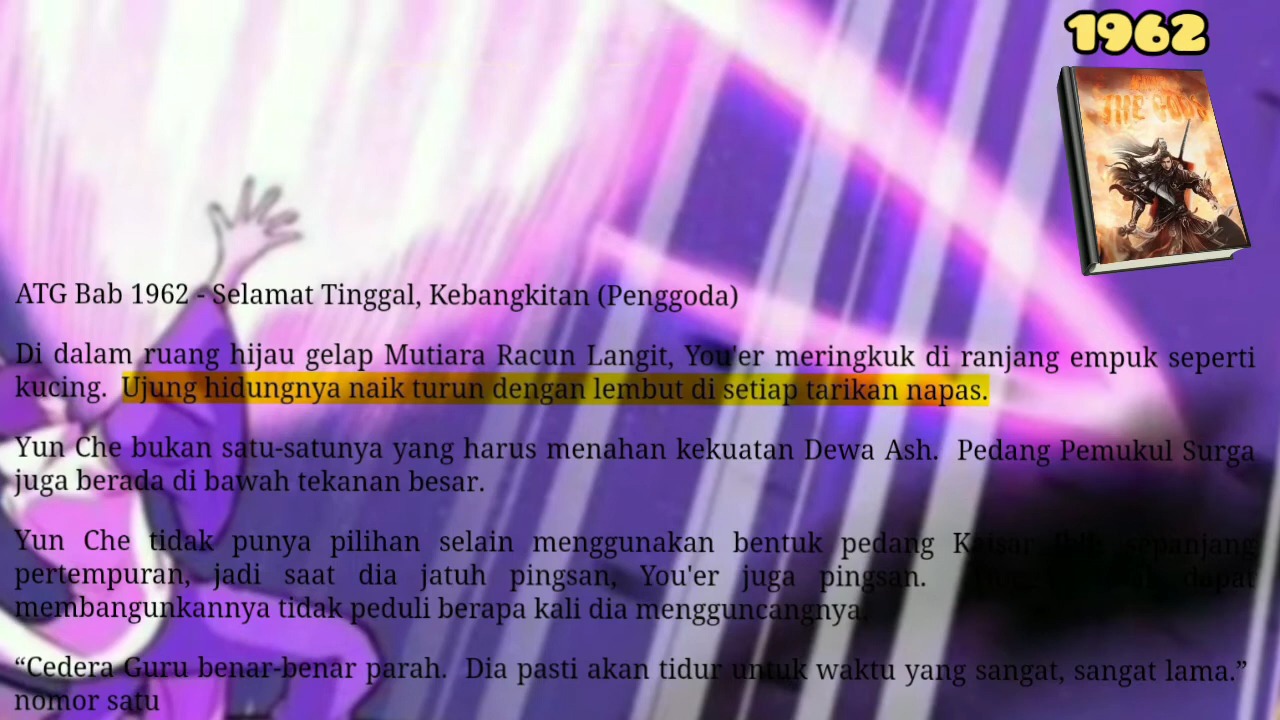 1962
THE GODS
ATG Bab 1962 - Selamat Tinggal, Kebangkitan (Penggoda)
Di dalam ruang hijau gelap Mutiara Racun Langit, You'er meringkuk di ranjang empuk seperti
kucing. Ujung hidungnya naik turun dengan lembut di setiap tarikan napas.
Yun Che bukan satu-satunya yang harus menahan kekuatan Dewa Ash. Pedang Pemukul Surga
juga berada di bawah tekanan besar.
Yun Che tidak punya pilihan selain menggunakan bentuk pedang Kaisar Iblis sepanjang
pertempuran, jadi saat dia jatuh pingsan, You'er juga pingsan. dapat
membangunkannya tidak peduli berapa kali dia mengguncangnya.
“Cedera Guru benar-benar parah. Dia pasti akan tidur untuk waktu yang sangat, sangat lama.”
nomor satu